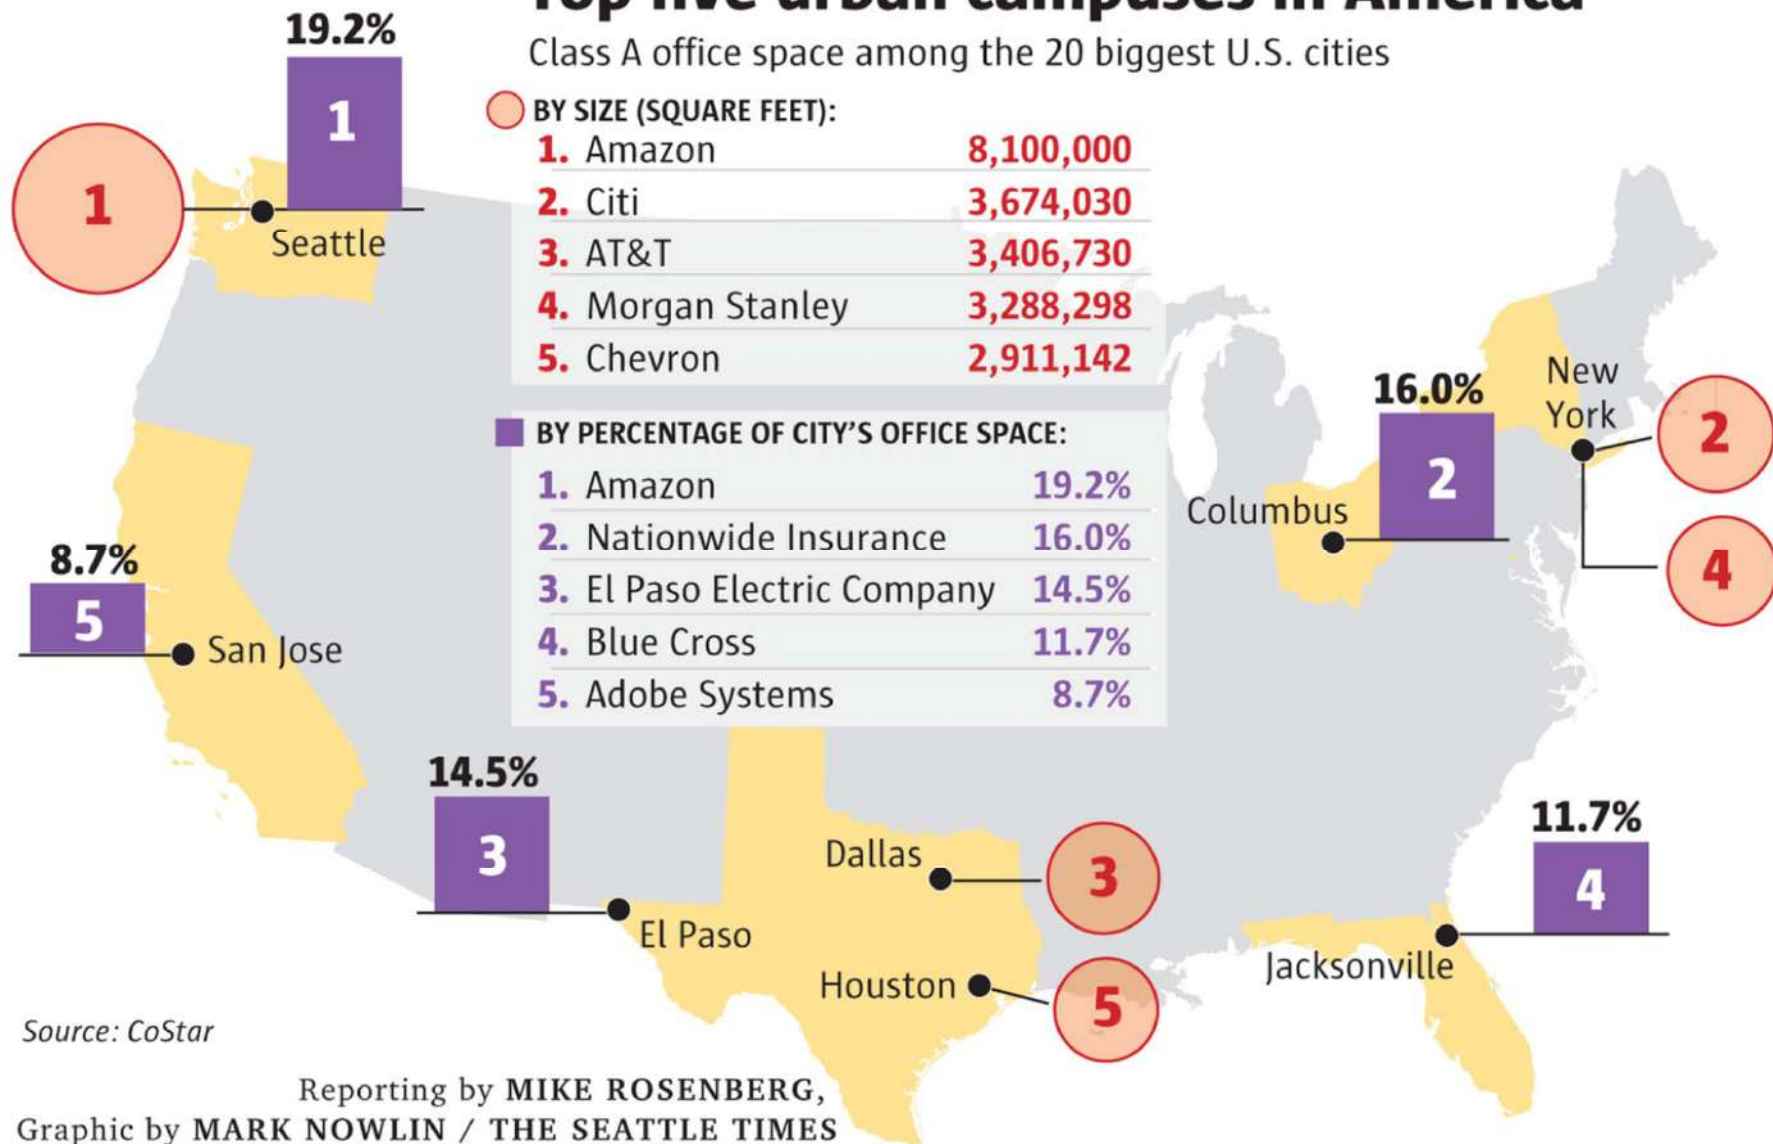 Top five urban campuses in America
Class A office space among the 20 biggest U.S. cities
BY SIZE (SQUARE FEET):
1. Amazon 8,100,000
2. Citi 3,674,030
3. AT&T 3,406,730
4. Morgan Stanley 3,288,298
5. Chevron 2,911,142
BY PERCENTAGE OF CITY'S OFFICE SPACE:
1. Amazon 19.2%
2. Nationwide Insurance 16.0%
3. El Paso Electric Company 14.5%
4. Blue Cross 11.7%
5. Adobe Systems 8.7%
19.2%
1
1
Seattle
8.7%
5
San Jose
14.5%
3
El Paso
Dallas
3
Houston
5
16.0%
2
Columbus
New
York
2
4
11.7%
4
Jacksonville
Source: CoStar
Reporting by MIKE ROSENBERG,
Graphic by MARK NOWLIN / THE SEATTLE TIMES